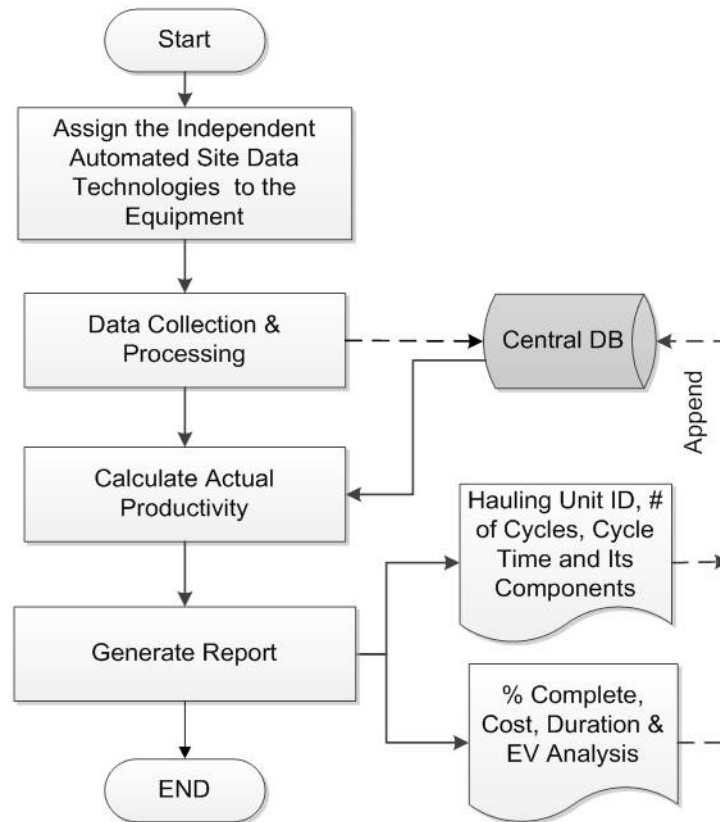 Start
Assign the Independent
Automated Site Data
Technologies to the
Equipment
Data Collection &
Processing
Central DB
Append
Calculate Actual
Productivity
Hauling Unit ID, #
of Cycles, Cycle
Time and Its
Components
Generate Report
% Complete,
Cost, Duration &
EV Analysis
END